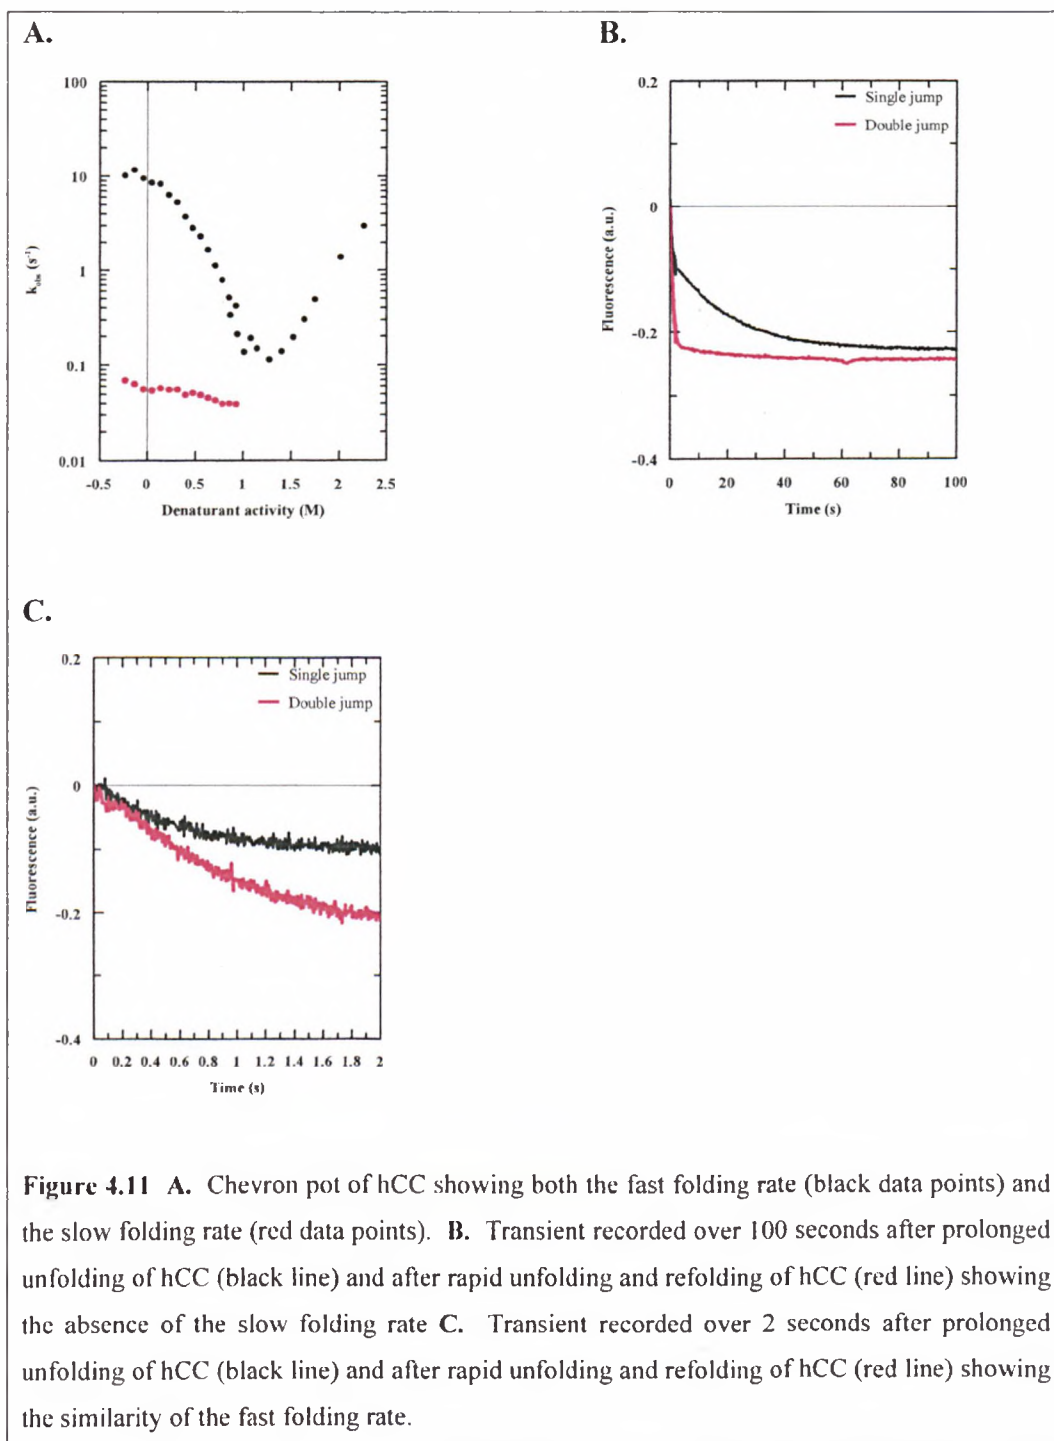 A.
B.
100
10
1
0.1
0.01
k_obs (s⁻¹)
-0.5 0 0.5 1 1.5 2 2.5
Denaturant activity (M)
0.2
0
-0.2
-0.4
Fluorescence (a.u.)
Single jump
Double jump
0 20 40 60 80 100
Time (s)
C.
0.2
0
-0.2
-0.4
Fluorescence (a.u.)
Single jump
Double jump
0 0.2 0.4 0.6 0.8 1 1.2 1.4 1.6 1.8 2
Time (s)
Figure 4.11 A. Chevron pot of hCC showing both the fast folding rate (black data points) and
the slow folding rate (red data points). B. Transient recorded over 100 seconds after prolonged
unfolding of hCC (black line) and after rapid unfolding and refolding of hCC (red line) showing
the absence of the slow folding rate C. Transient recorded over 2 seconds after prolonged
unfolding of hCC (black line) and after rapid unfolding and refolding of hCC (red line) showing
the similarity of the fast folding rate.